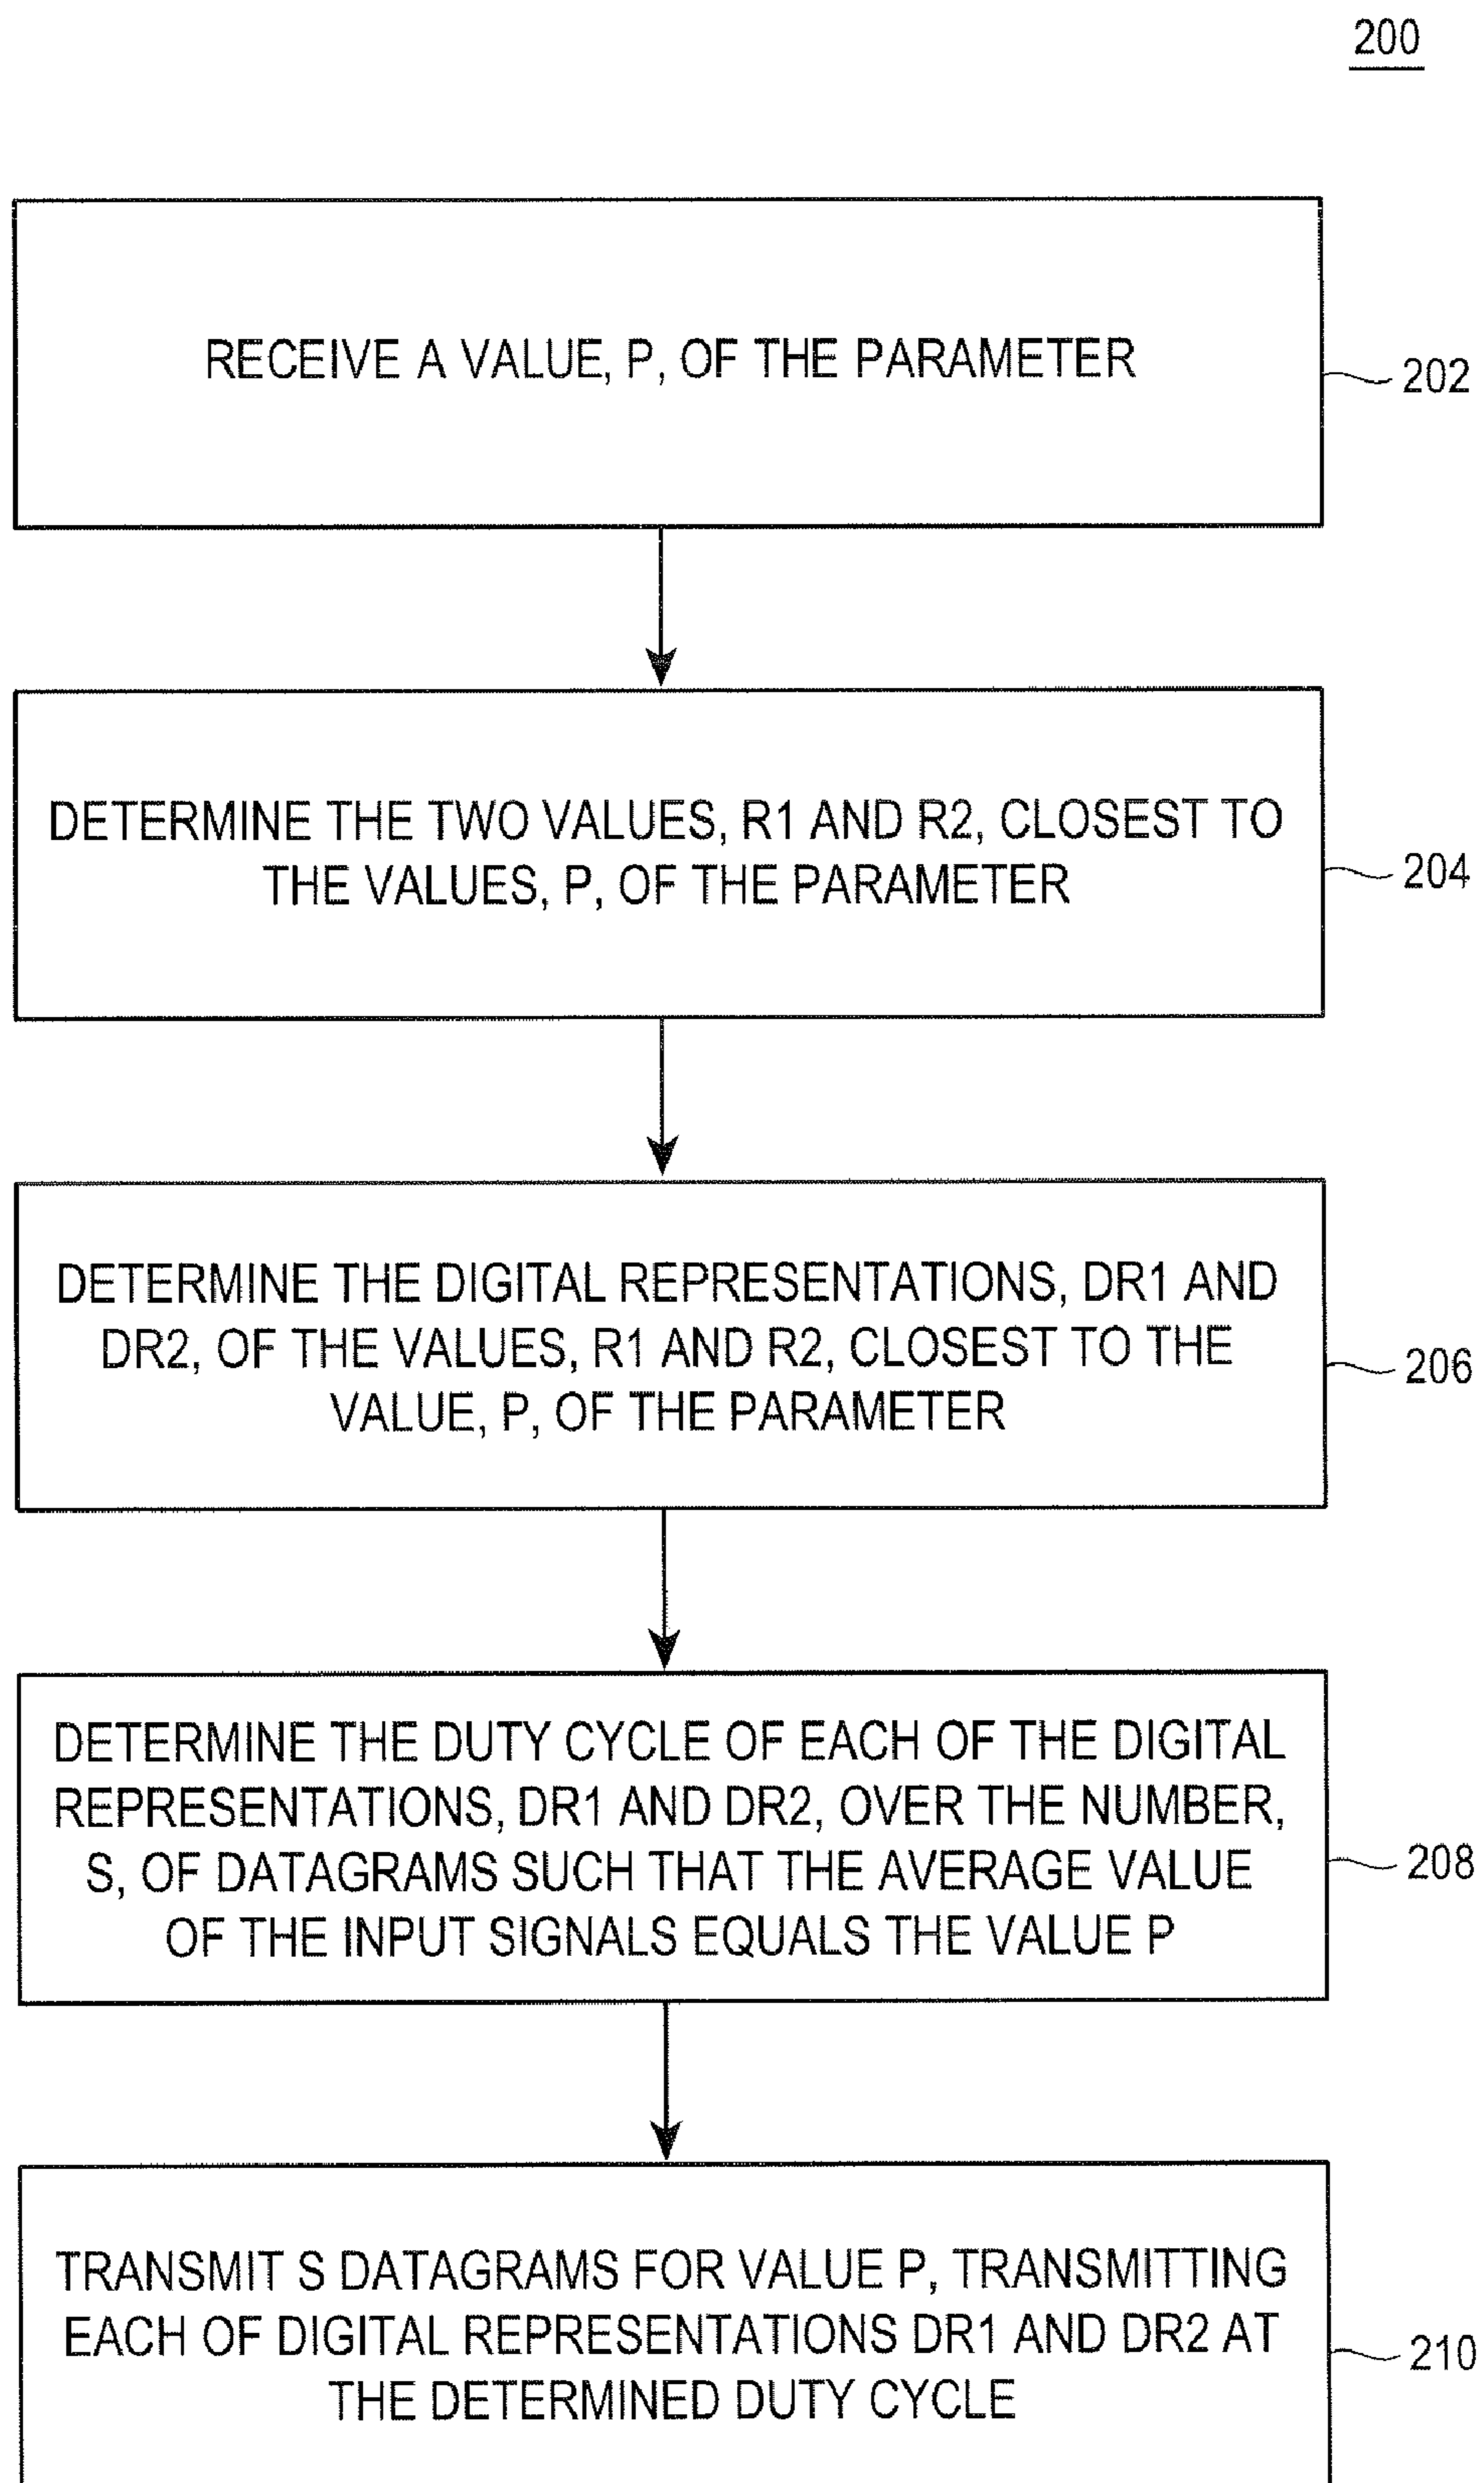 200
RECEIVE A VALUE, P, OF THE PARAMETER
202
DETERMINE THE TWO VALUES, R1 AND R2, CLOSEST TO
THE VALUES, P, OF THE PARAMETER
204
DETERMINE THE DIGITAL REPRESENTATIONS, DR1 AND
DR2, OF THE VALUES, R1 AND R2, CLOSEST TO THE
VALUE, P, OF THE PARAMETER
206
DETERMINE THE DUTY CYCLE OF EACH OF THE DIGITAL
REPRESENTATIONS, DR1 AND DR2, OVER THE NUMBER,
S, OF DATAGRAMS SUCH THAT THE AVERAGE VALUE
OF THE INPUT SIGNALS EQUALS THE VALUE P
208
TRANSMIT S DATAGRAMS FOR VALUE P, TRANSMITTING
EACH OF DIGITAL REPRESENTATIONS DR1 AND DR2 AT
THE DETERMINED DUTY CYCLE
210